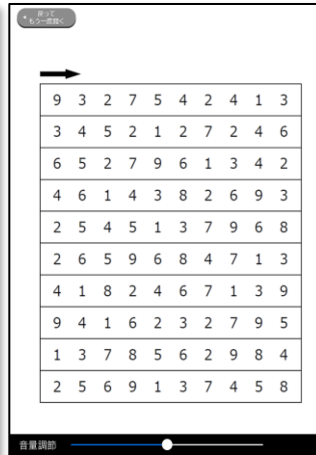 戻って
もう一度聴く
9 3 2 7 5 4 2 4 1 3
3 4 5 2 1 2 7 2 4 6
6 5 2 7 9 6 1 3 4 2
4 6 1 4 3 8 2 6 9 3
2 5 4 5 1 3 7 9 6 8
2 6 5 9 6 8 4 7 1 3
4 1 8 2 4 6 7 1 3 9
9 4 1 6 2 3 2 7 9 5
1 3 7 8 5 6 2 9 8 4
2 5 6 9 1 3 7 4 5 8
音量調節